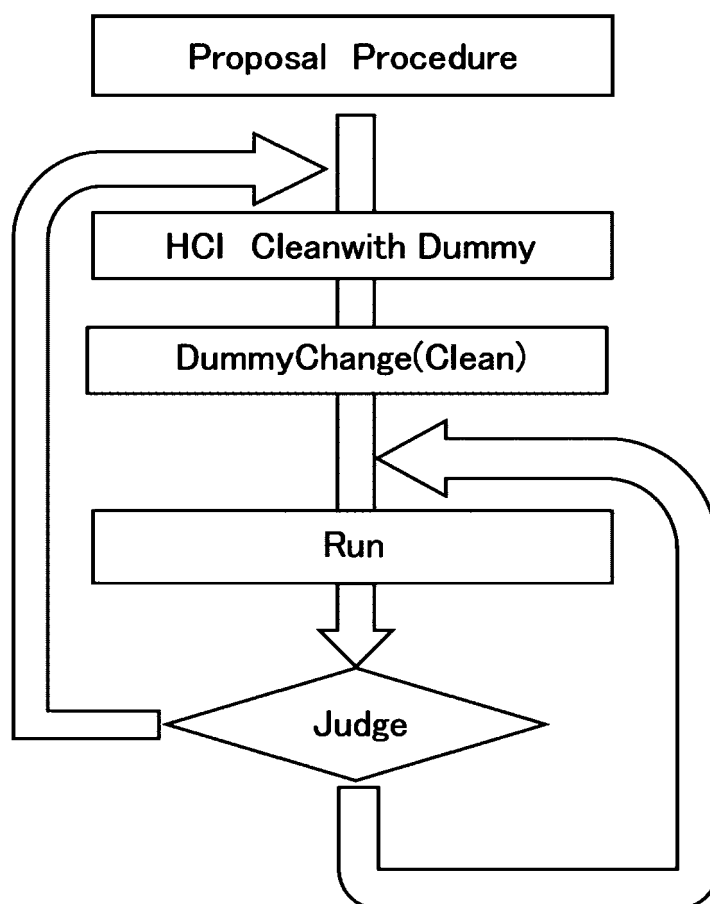 Proposal Procedure
HCl Cleanwith Dummy
DummyChange(Clean)
Run
Judge